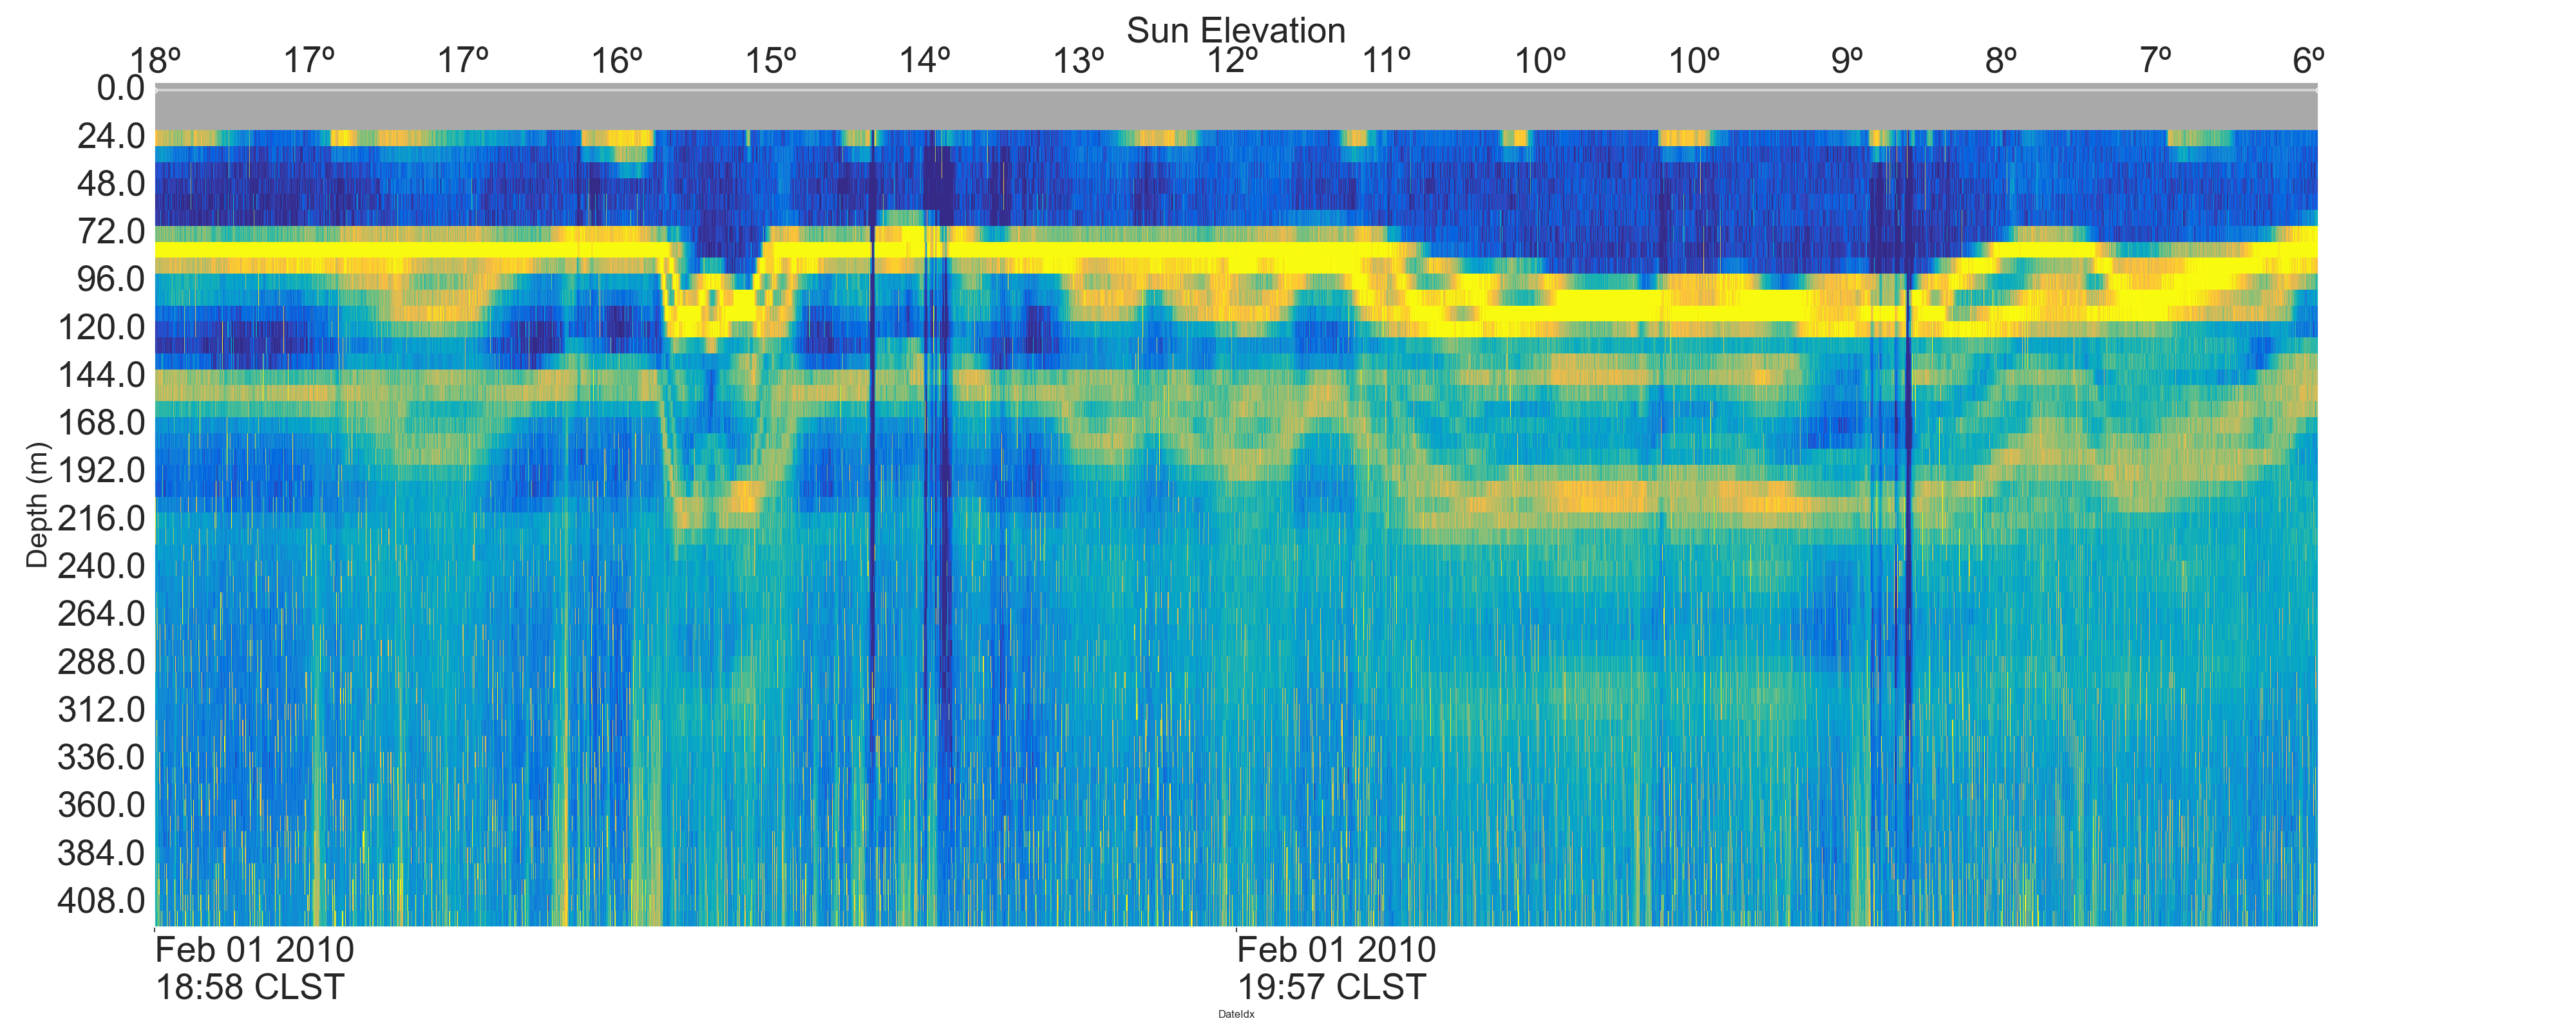 Sun Elevation
18º 17º 17º 16º 15º 14º 13º 12º 11º 10º 10º 9º 8º 7º 6º
0.0
24.0
48.0
72.0
96.0
120.0
144.0
168.0
192.0
216.0
240.0
264.0
288.0
312.0
336.0
360.0
384.0
408.0
Depth (m)
Feb 01 2010
18:58 CLST
Feb 01 2010
19:57 CLST
DateIdx